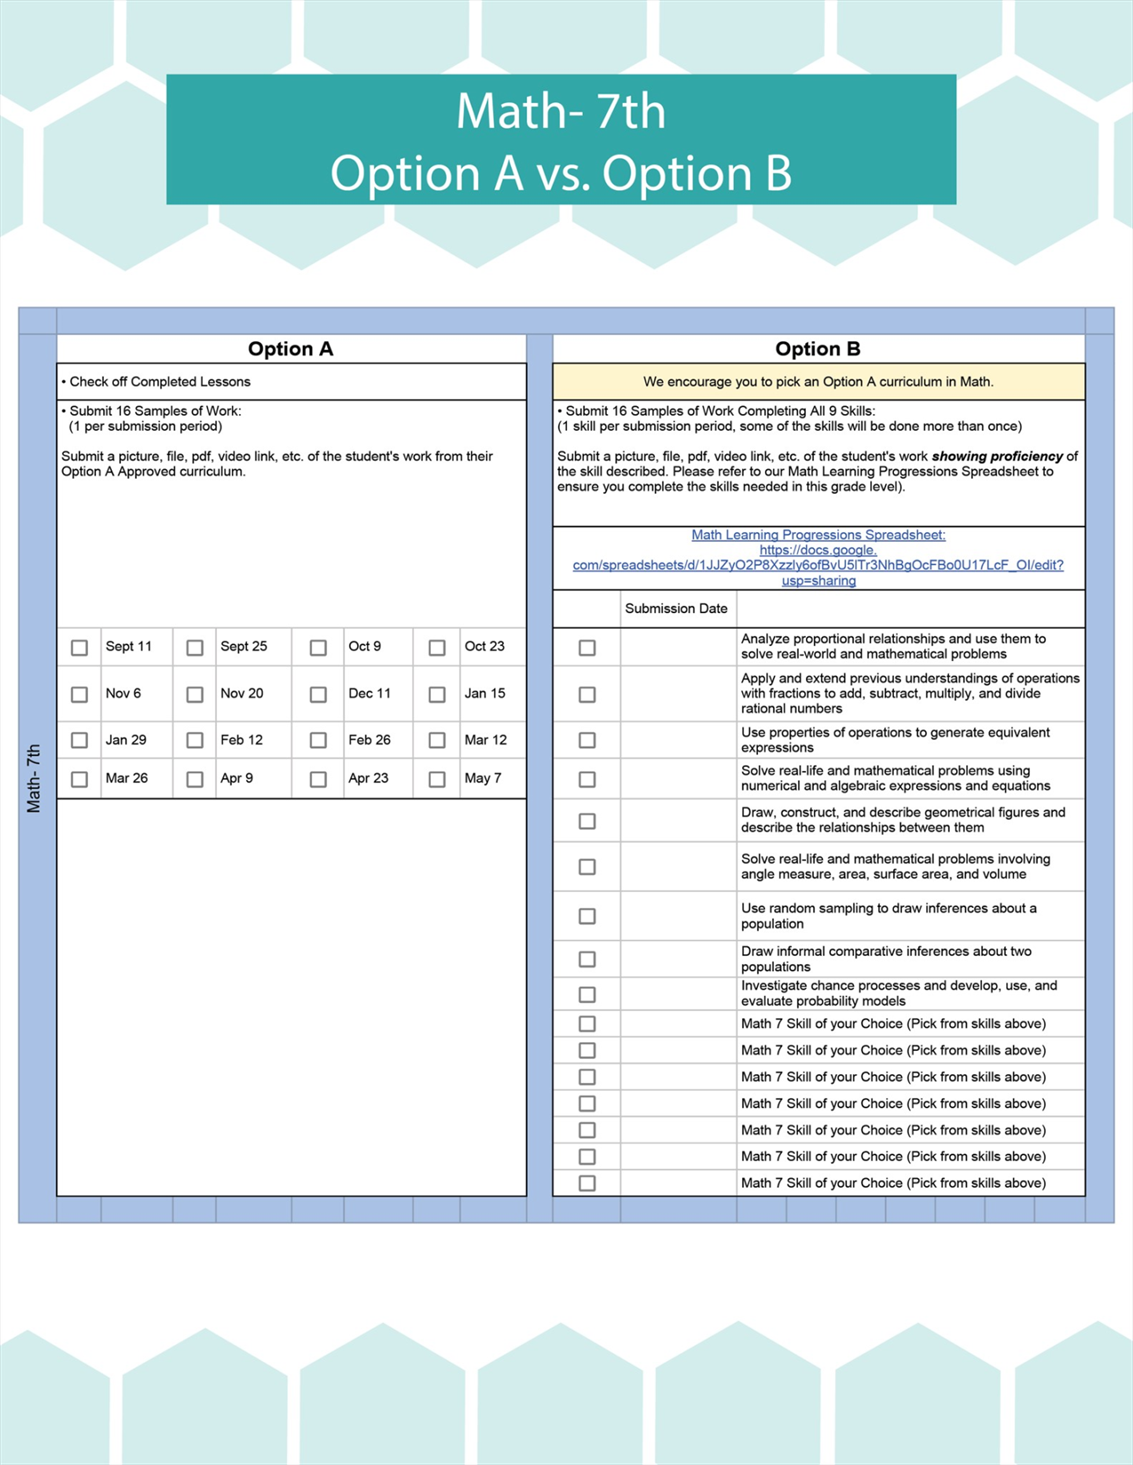 Math- 7th
Option A vs. Option B
Math- 7th
Option A
• Check off Completed Lessons
• Submit 16 Samples of Work:
(1 per submission period)
Submit a picture, file, pdf, video link, etc. of the student's work from their
Option A Approved curriculum.
Sept 11 Sept 25 Oct 9 Oct 23
Nov 6 Nov 20 Dec 11 Jan 15
Jan 29 Feb 12 Feb 26 Mar 12
Mar 26 Apr 9 Apr 23 May 7
Option B
We encourage you to pick an Option A curriculum in Math.
• Submit 16 Samples of Work Completing All 9 Skills:
(1 skill per submission period, some of the skills will be done more than once)
Submit a picture, file, pdf, video link, etc. of the student's work showing proficiency of
the skill described. Please refer to our Math Learning Progressions Spreadsheet to
ensure you complete the skills needed in this grade level).
Math Learning Progressions Spreadsheet:
https://docs.google.
com/spreadsheets/d/1JJZyO2P8Xzzly6ofBvU5lTr3NhBgOcFBo0U17LcF_OI/edit?
usp=sharing
Submission Date
Analyze proportional relationships and use them to
solve real-world and mathematical problems
Apply and extend previous understandings of operations
with fractions to add, subtract, multiply, and divide
rational numbers
Use properties of operations to generate equivalent
expressions
Solve real-life and mathematical problems using
numerical and algebraic expressions and equations
Draw, construct, and describe geometrical figures and
describe the relationships between them
Solve real-life and mathematical problems involving
angle measure, area, surface area, and volume
Use random sampling to draw inferences about a
population
Draw informal comparative inferences about two
populations
Investigate chance processes and develop, use, and
evaluate probability models
Math 7 Skill of your Choice (Pick from skills above)
Math 7 Skill of your Choice (Pick from skills above)
Math 7 Skill of your Choice (Pick from skills above)
Math 7 Skill of your Choice (Pick from skills above)
Math 7 Skill of your Choice (Pick from skills above)
Math 7 Skill of your Choice (Pick from skills above)
Math 7 Skill of your Choice (Pick from skills above)